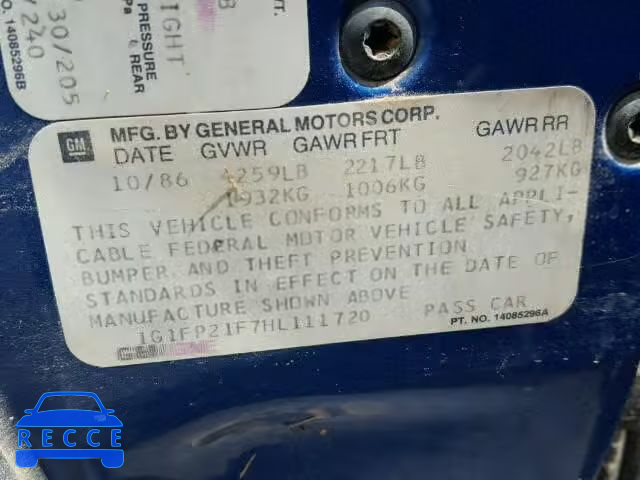 TT.
B
IGHT
Pa
PRESSURE
REAR
30/205
/240
NO. 14085296B
GM
MFG. BY GENERAL MOTORS CORP.
DATE GVWR GAWR FRT GAWR RR
10/86 4259LB 2217LB 2042LB
1932KG 1006KG 927KG
THIS VEHICLE CONFORMS TO ALL APPLI-
CABLE FEDERAL MOTOR VEHICLE SAFETY,
BUMPER AND THEFT PREVENTION
STANDARDS IN EFFECT ON THE DATE OF
MANUFACTURE SHOWN ABOVE
1G1FP21F7HL111720 PASS CAR
PT. NO. 14085296A
RECCE